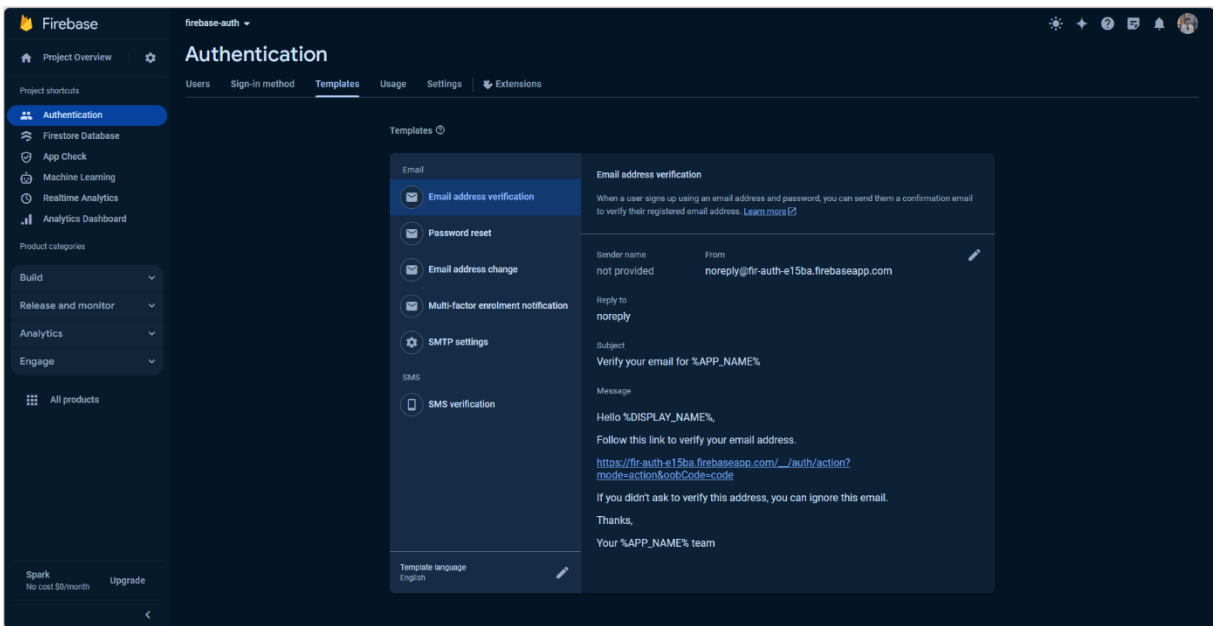 Firebase
firebase-auth
Project Overview
Authentication
Users Sign-in method Templates Usage Settings Extensions
Project shortcuts
Authentication
Firestore Database
App Check
Machine Learning
Realtime Analytics
Analytics Dashboard
Product categories
Build
Release and monitor
Analytics
Engage
All products
Spark
No cost $0/month
Upgrade
Templates
Email
Email address verification
Password reset
Email address change
Multi-factor enrolment notification
SMTP settings
SMS
SMS verification
Template language
English
Email address verification
When a user signs up using an email address and password, you can send them a confirmation email
to verify their registered email address. Learn more
Sender name From
not provided noreply@fir-auth-e15ba.firebaseapp.com
Reply to
noreply
Subject
Verify your email for %APP_NAME%
Message
Hello %DISPLAY_NAME%,
Follow this link to verify your email address.
https://fir-auth-e15ba.firebaseapp.com/__/auth/action?
mode=action&oobCode=code
If you didn't ask to verify this address, you can ignore this email.
Thanks,
Your %APP_NAME% team